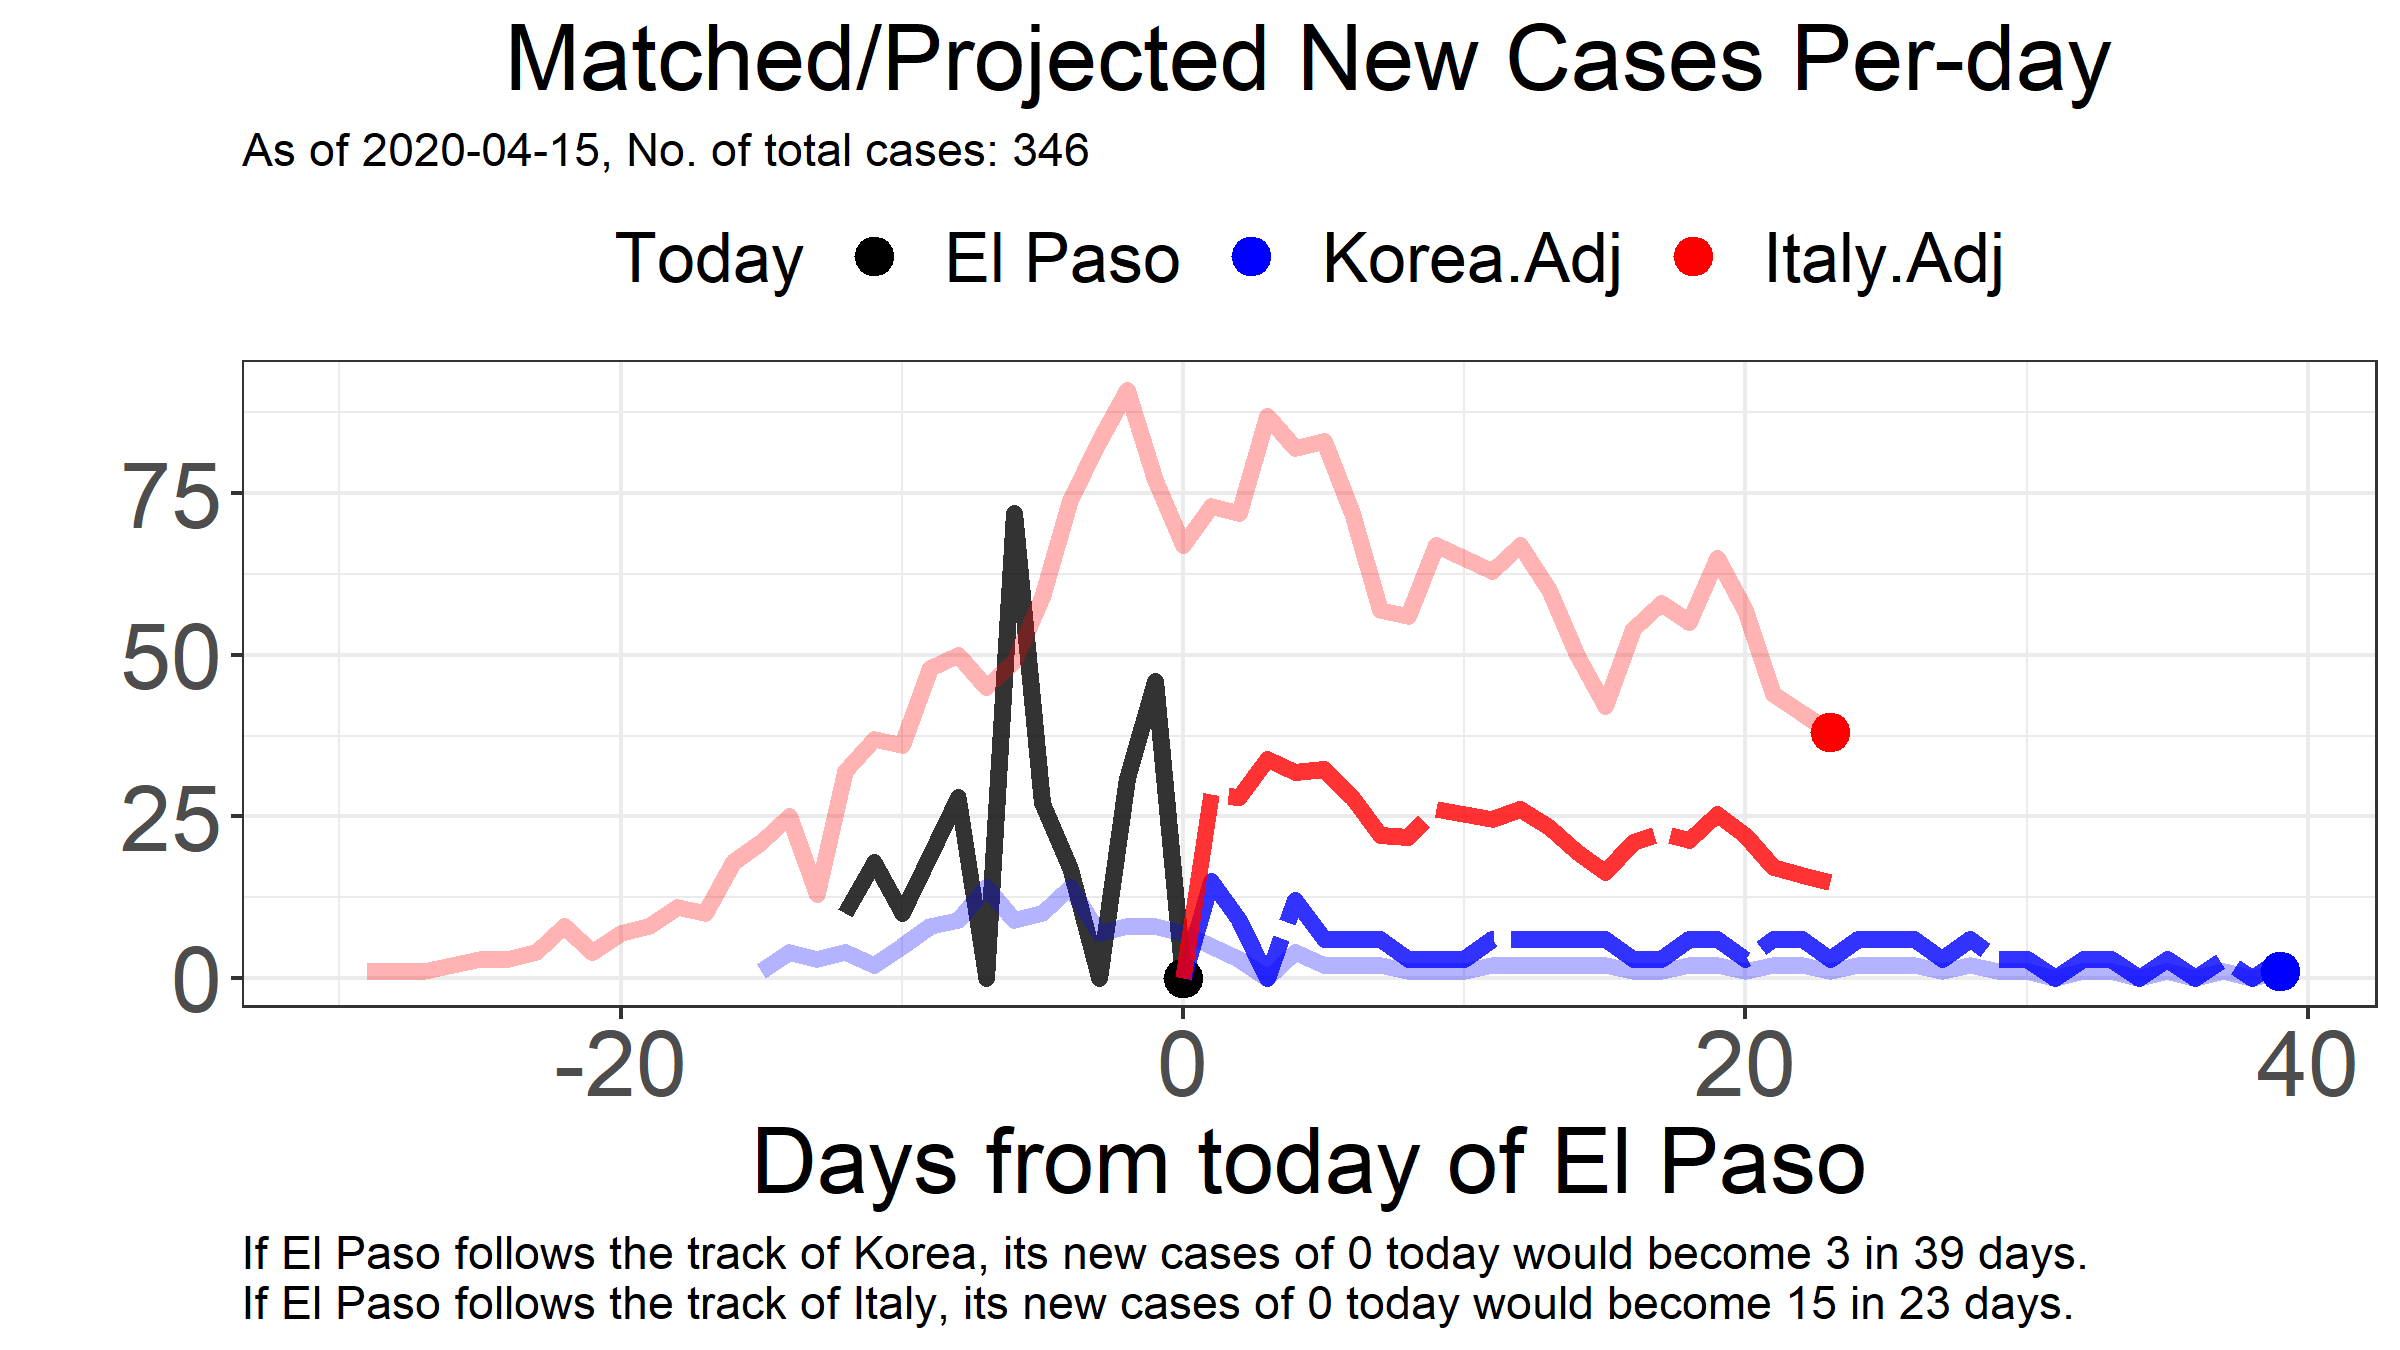 Matched/Projected New Cases Per-day
As of 2020-04-15, No. of total cases: 346
Today El Paso Korea.Adj Italy.Adj
75
50
25
0
-20 0 20 40
Days from today of El Paso
If El Paso follows the track of Korea, its new cases of 0 today would become 3 in 39 days.
If El Paso follows the track of Italy, its new cases of 0 today would become 15 in 23 days.